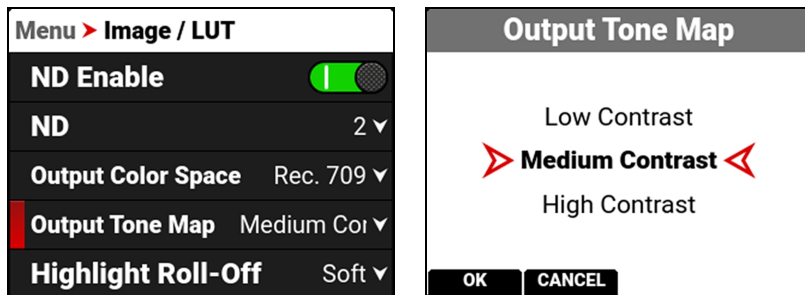 Menu > Image / LUT
ND Enable
ND 2
Output Color Space Rec. 709
Output Tone Map Medium Cor
Highlight Roll-Off Soft
Output Tone Map
Low Contrast
Medium Contrast
High Contrast
OK CANCEL